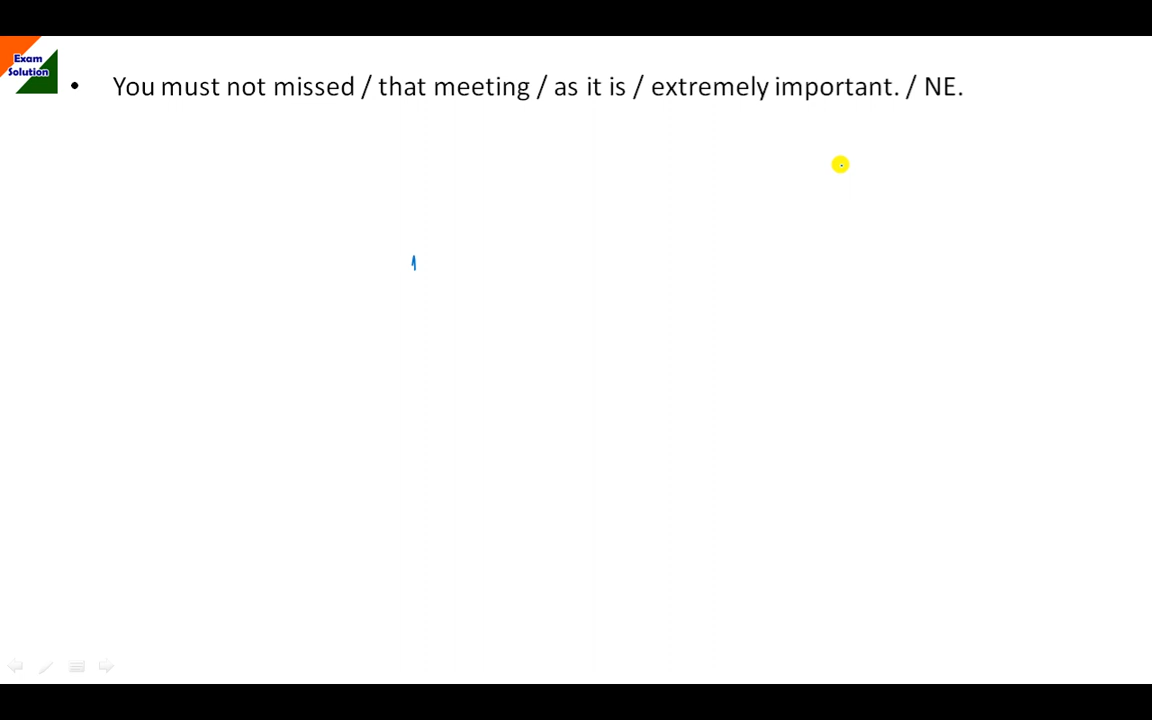 Exam
Solution
• You must not missed / that meeting / as it is / extremely important. / NE.